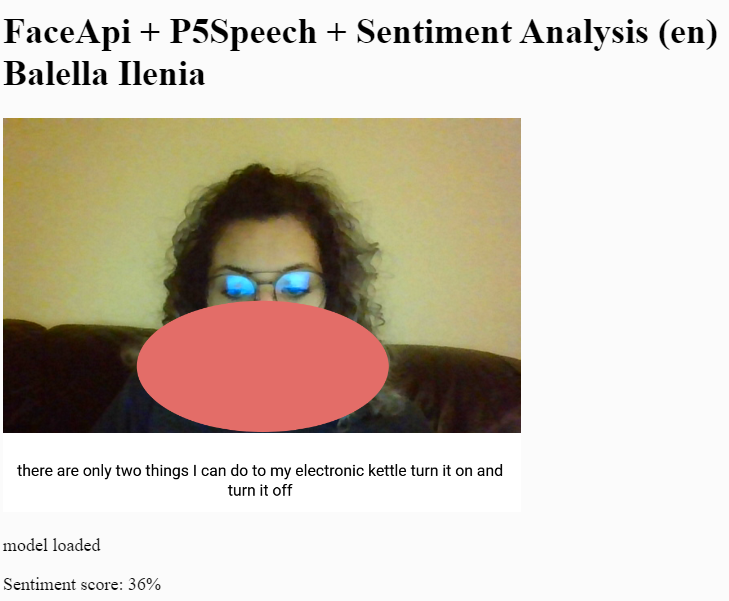 FaceApi + P5Speech + Sentiment Analysis (en)
Balella Ilenia
there are only two things I can do to my electronic kettle turn it on and
turn it off
model loaded
Sentiment score: 36%